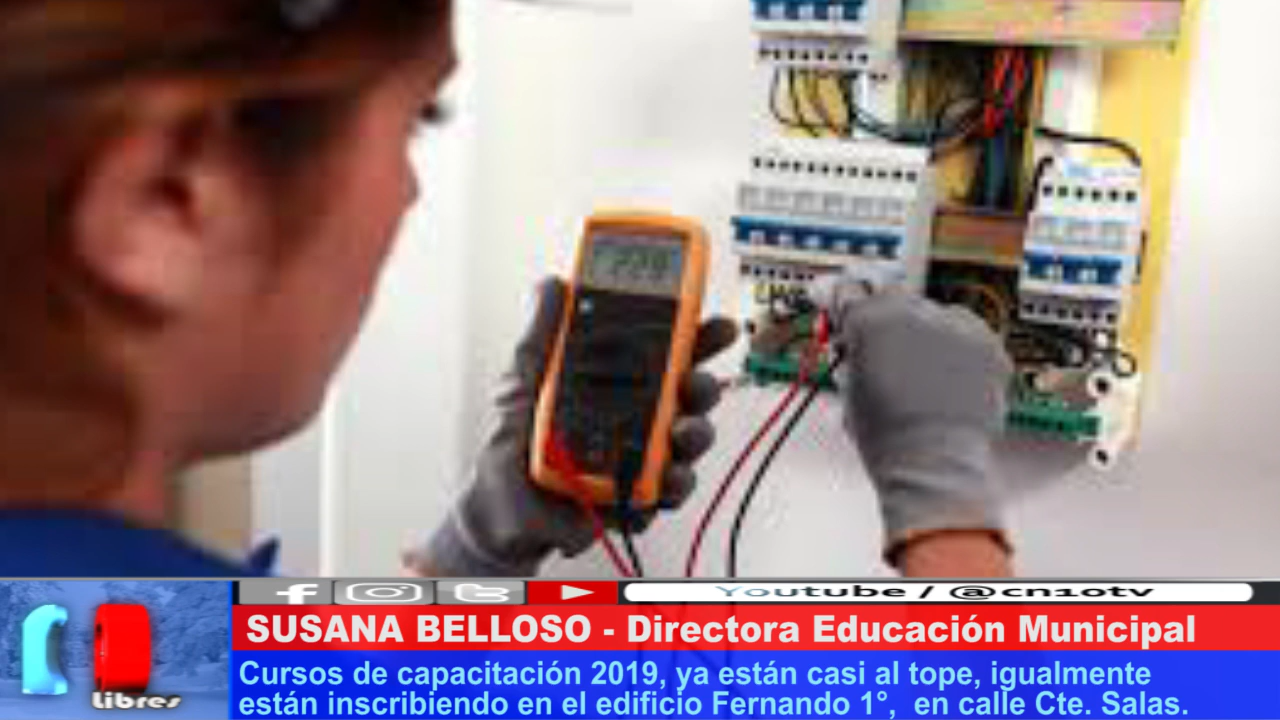 229
Youtube / @cn10tv
SUSANA BELLOSO - Directora Educación Municipal
Cursos de capacitación 2019, ya están casi al tope, igualmente
están inscribiendo en el edificio Fernando 1°, en calle Cte. Salas.
Libres